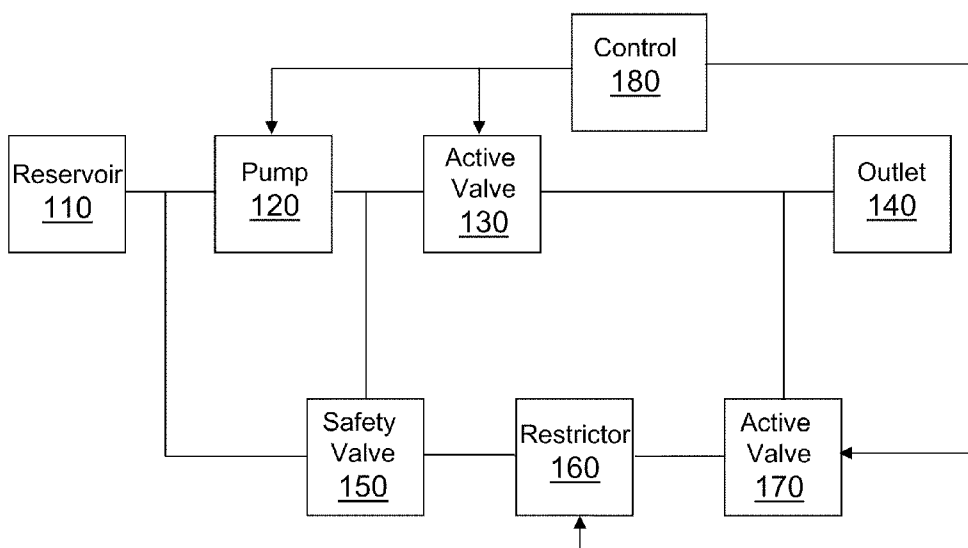 Control
180
Reservoir
110
Pump
120
Active
Valve
130
Outlet
140
Safety
Valve
150
Restrictor
160
Active
Valve
170